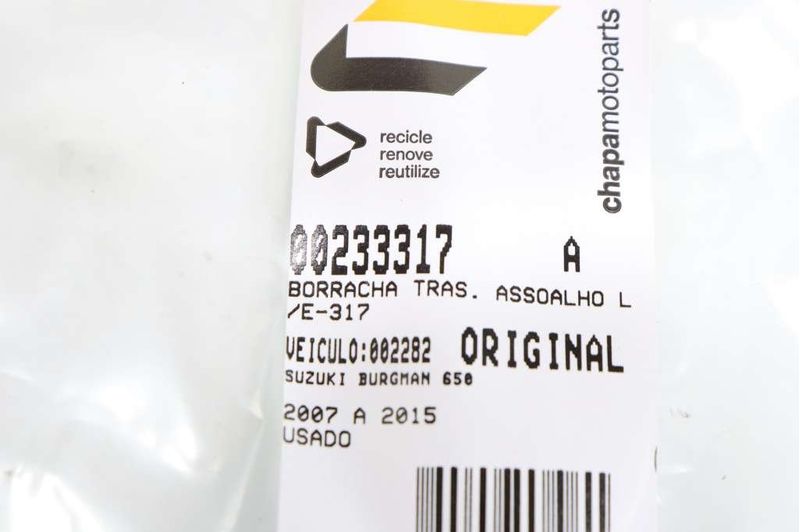 chapamotoparts
recicle
renove
reutilize
00233317 A
BORRACHA TRAS. ASSOALHO L
/E-317
VEICULO:002282 ORIGINAL
SUZUKI BURGMAN 650
2007 A 2015
USADO